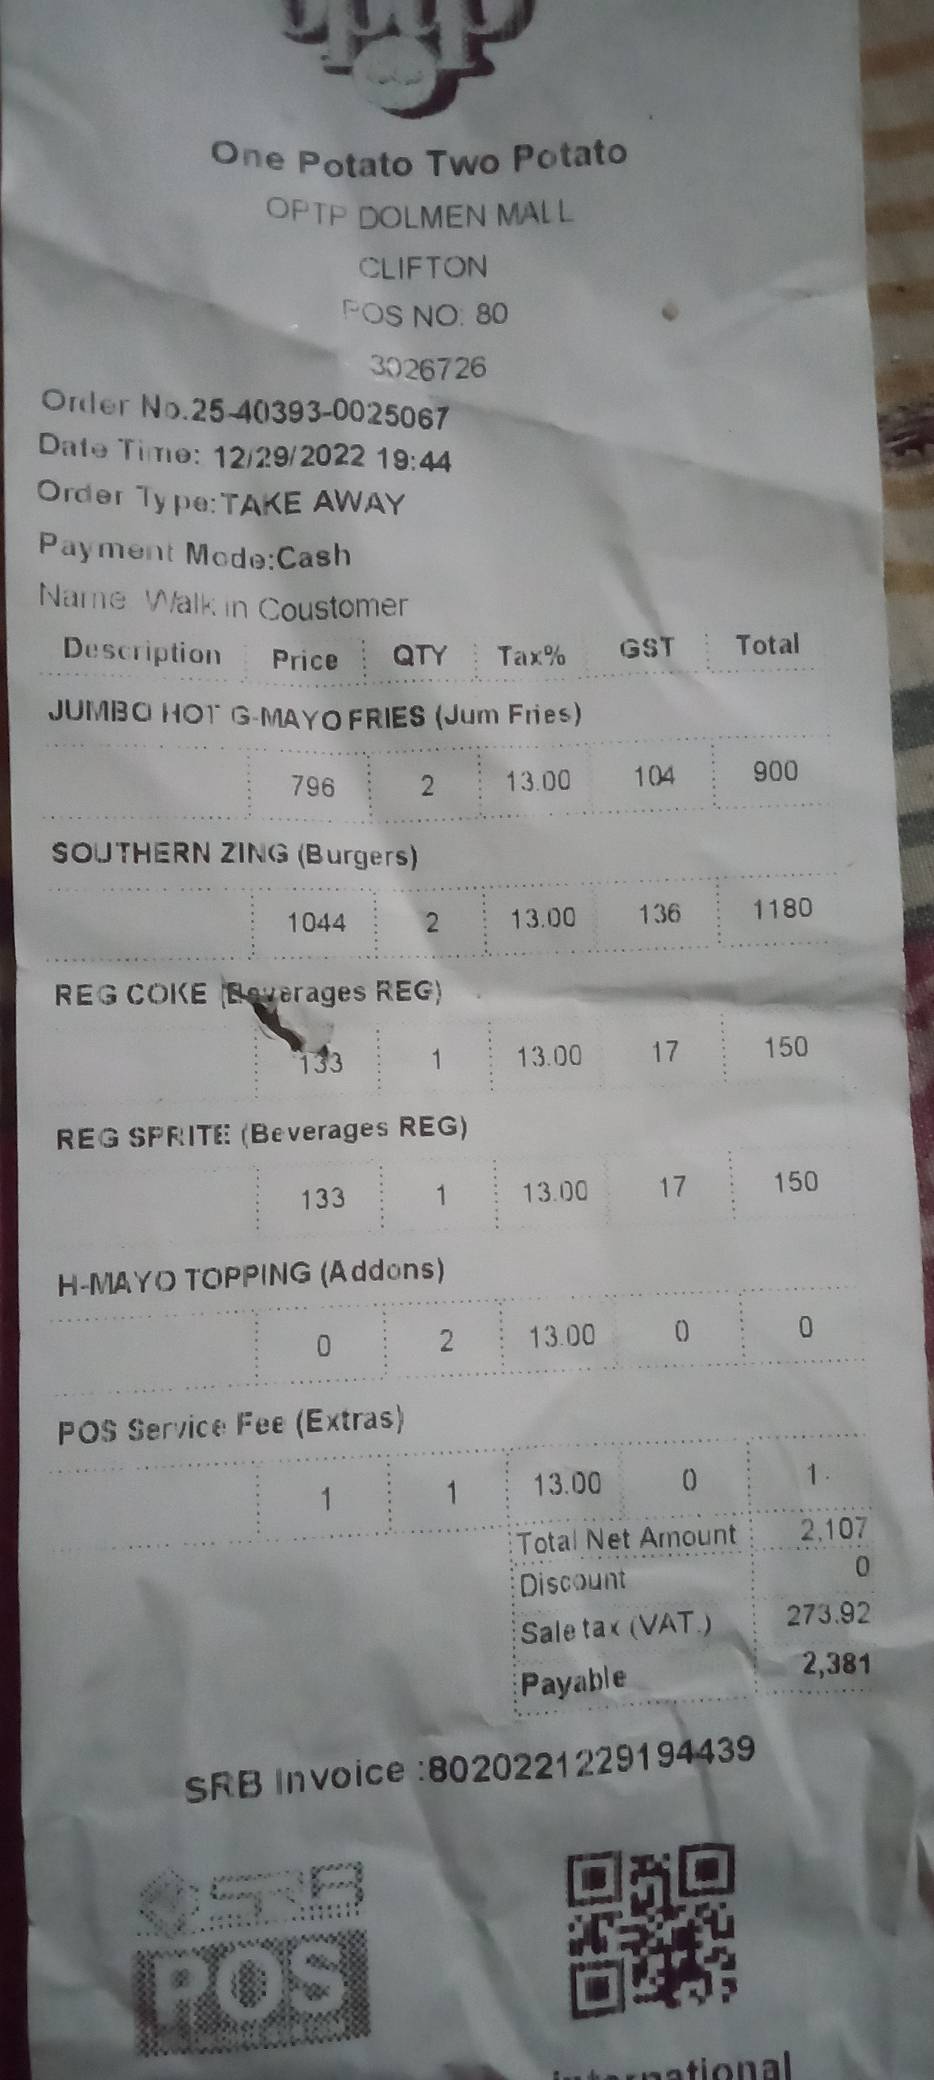 One Potato Two Potato
OPTP DOLMEN MALL
CLIFTON
POS NO: 80
3026726
Order No.25-40393-0025067
Date Time: 12/29/2022 19:44
Order Type:TAKE AWAY
Payment Mode:Cash
Name Walk in Coustomer
Description Price QTY Tax% GST Total
JUMBO HOT G-MAYO FRIES (Jum Fries)
796 2 13.00 104 900
SOUTHERN ZING (Burgers)
1044 2 13.00 136 1180
REG COKE (Beverages REG)
133 1 13.00 17 150
REG SPRITE (Beverages REG)
133 1 13.00 17 150
H-MAYO TOPPING (Addons)
0 2 13.00 0 0
POS Service Fee (Extras)
1 1 13.00 0 1
Total Net Amount 2,107
Discount 0
Sale tax (VAT.) 273.92
Payable 2,381
SRB Invoice :8020221229194439
SRB
POS
international